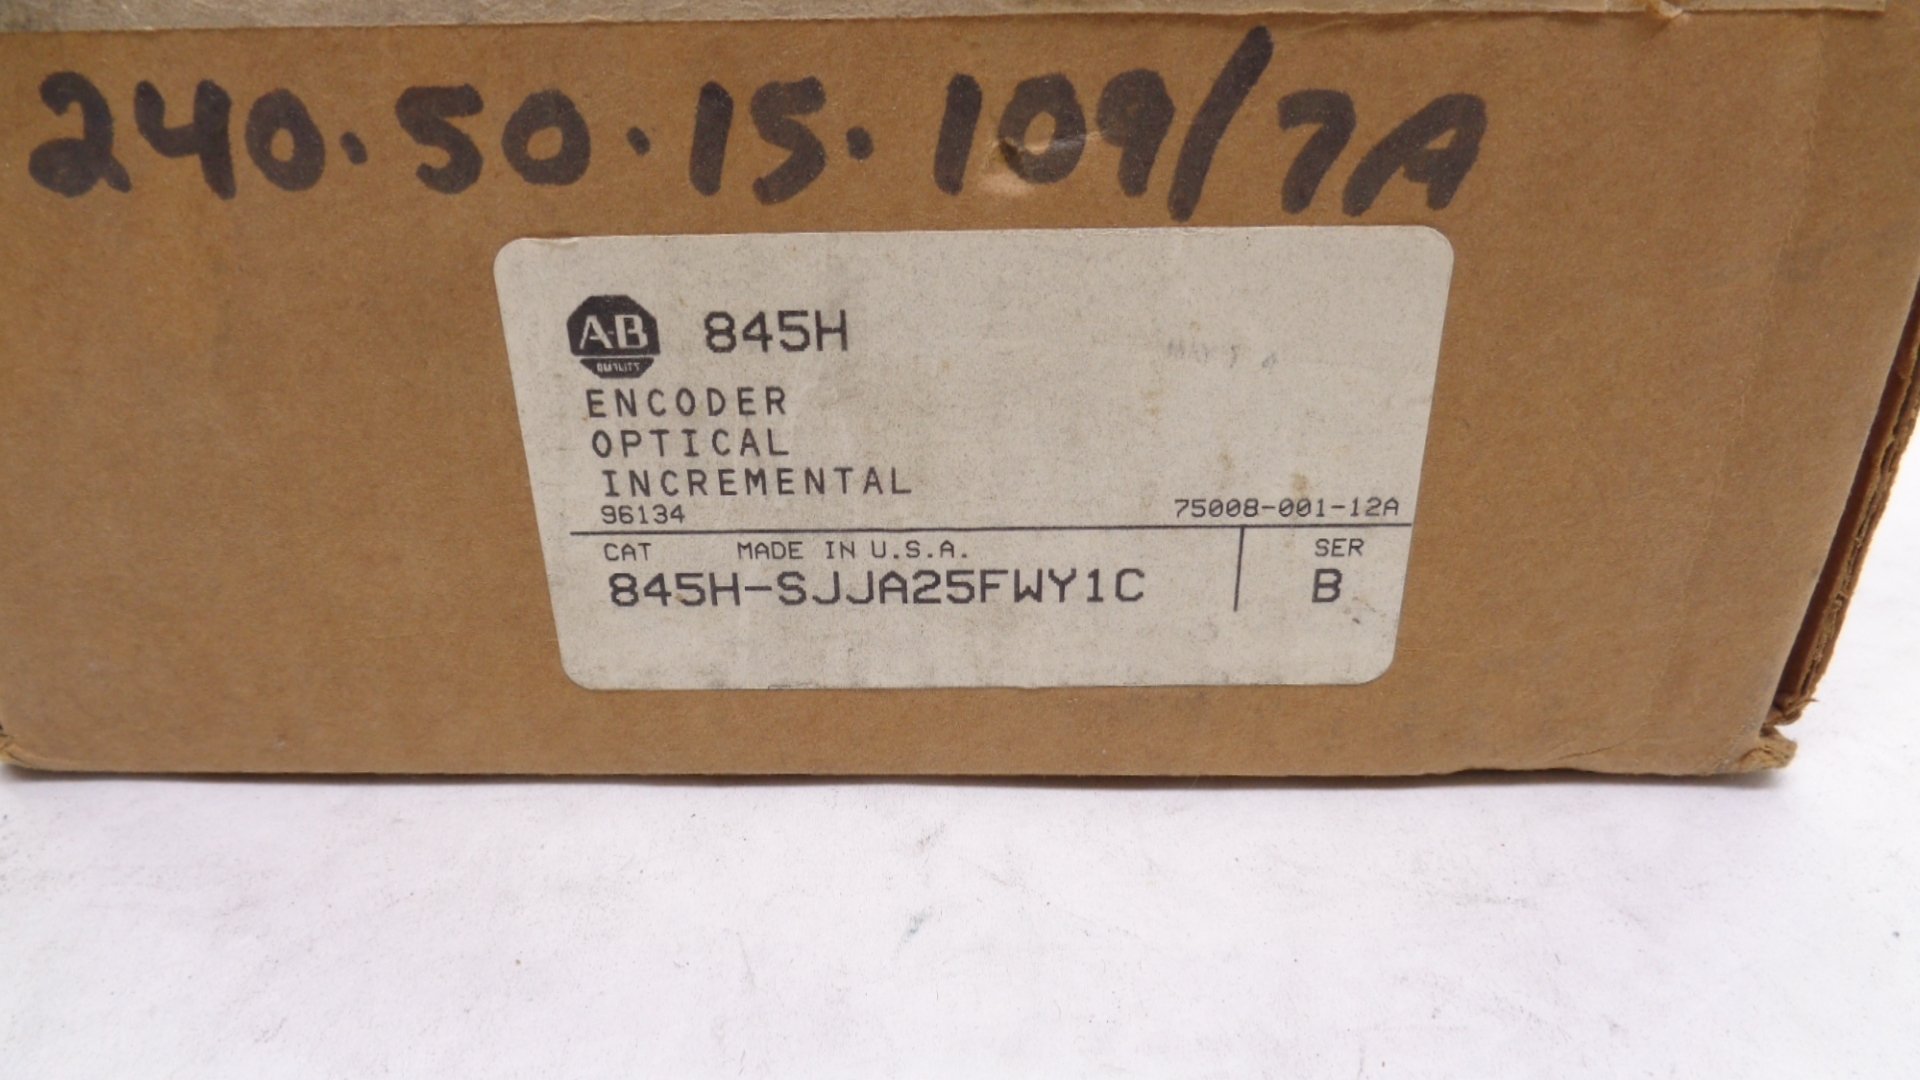 240.50.15.109/7A
A-B
QUALITY
845H
ENCODER
OPTICAL
INCREMENTAL
96134
75008-001-12A
CAT MADE IN U.S.A. SER
845H-SJJA25FWY1C B